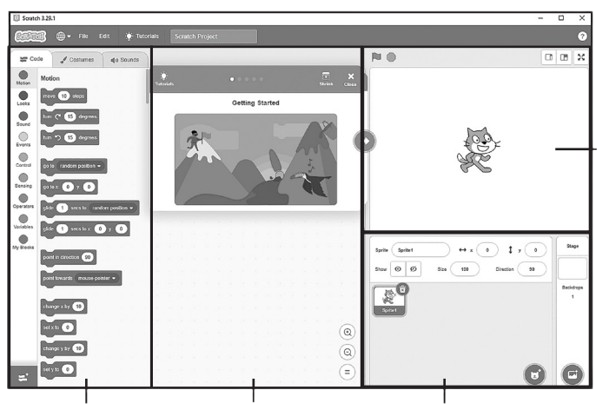 Scratch 3.28.1
SCRATCH File Edit Tutorials Scratch Project
Code Costumes Sounds
Motion
Looks
Sound
Events
Control
Sensing
Operators
Variables
My Blocks
Motion
move 10 steps
turn 15 degrees
turn 15 degrees
go to random position
go to x: 0 y: 0
glide 1 secs to random position
glide 1 secs to x: 0 y: 0
point in direction 90
point towards mouse-pointer
change x by 10
set x to 0
change y by 10
set y to 0
Tutorials
Close
Getting Started
Sprite Sprite1 x 0 y 0
Show Size 100 Direction 90
Sprite1
Stage
Backdrops
1